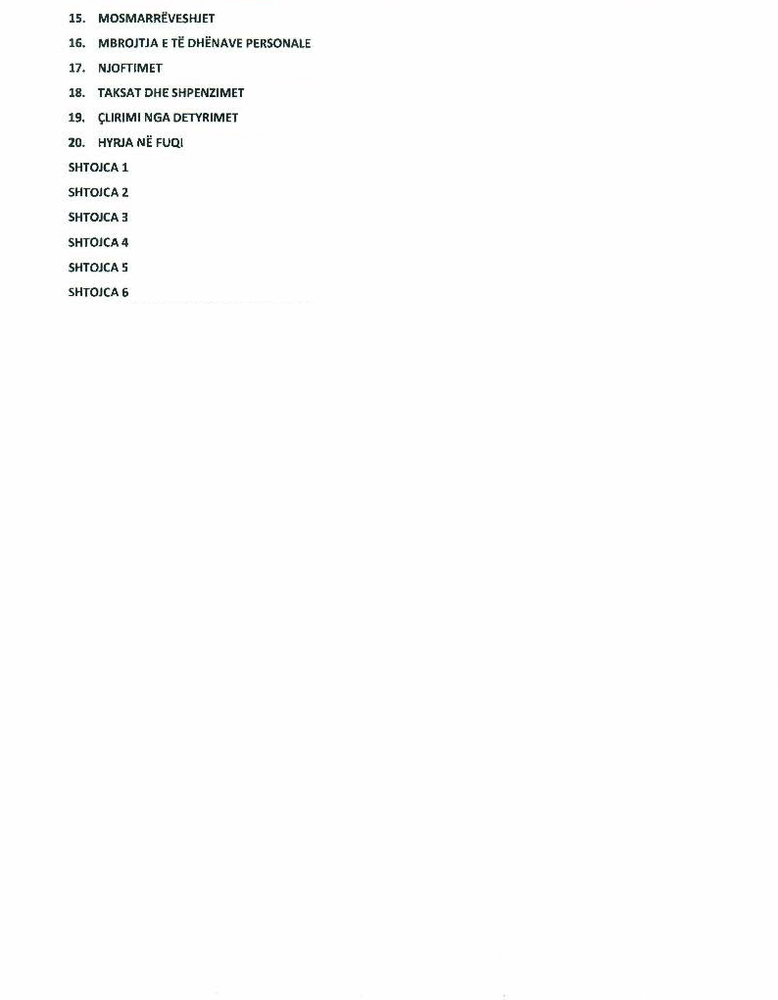 15. MOSMARRËVESHJET
16. MBROJTJA E TË DHËNAVE PERSONALE
17. NJOFTIMET
18. TAKSAT DHE SHPENZIMET
19. ÇLIRIMI NGA DETYRIMET
20. HYRJA NË FUQI
SHTOJCA 1
SHTOJCA 2
SHTOJCA 3
SHTOJCA 4
SHTOJCA 5
SHTOJCA 6